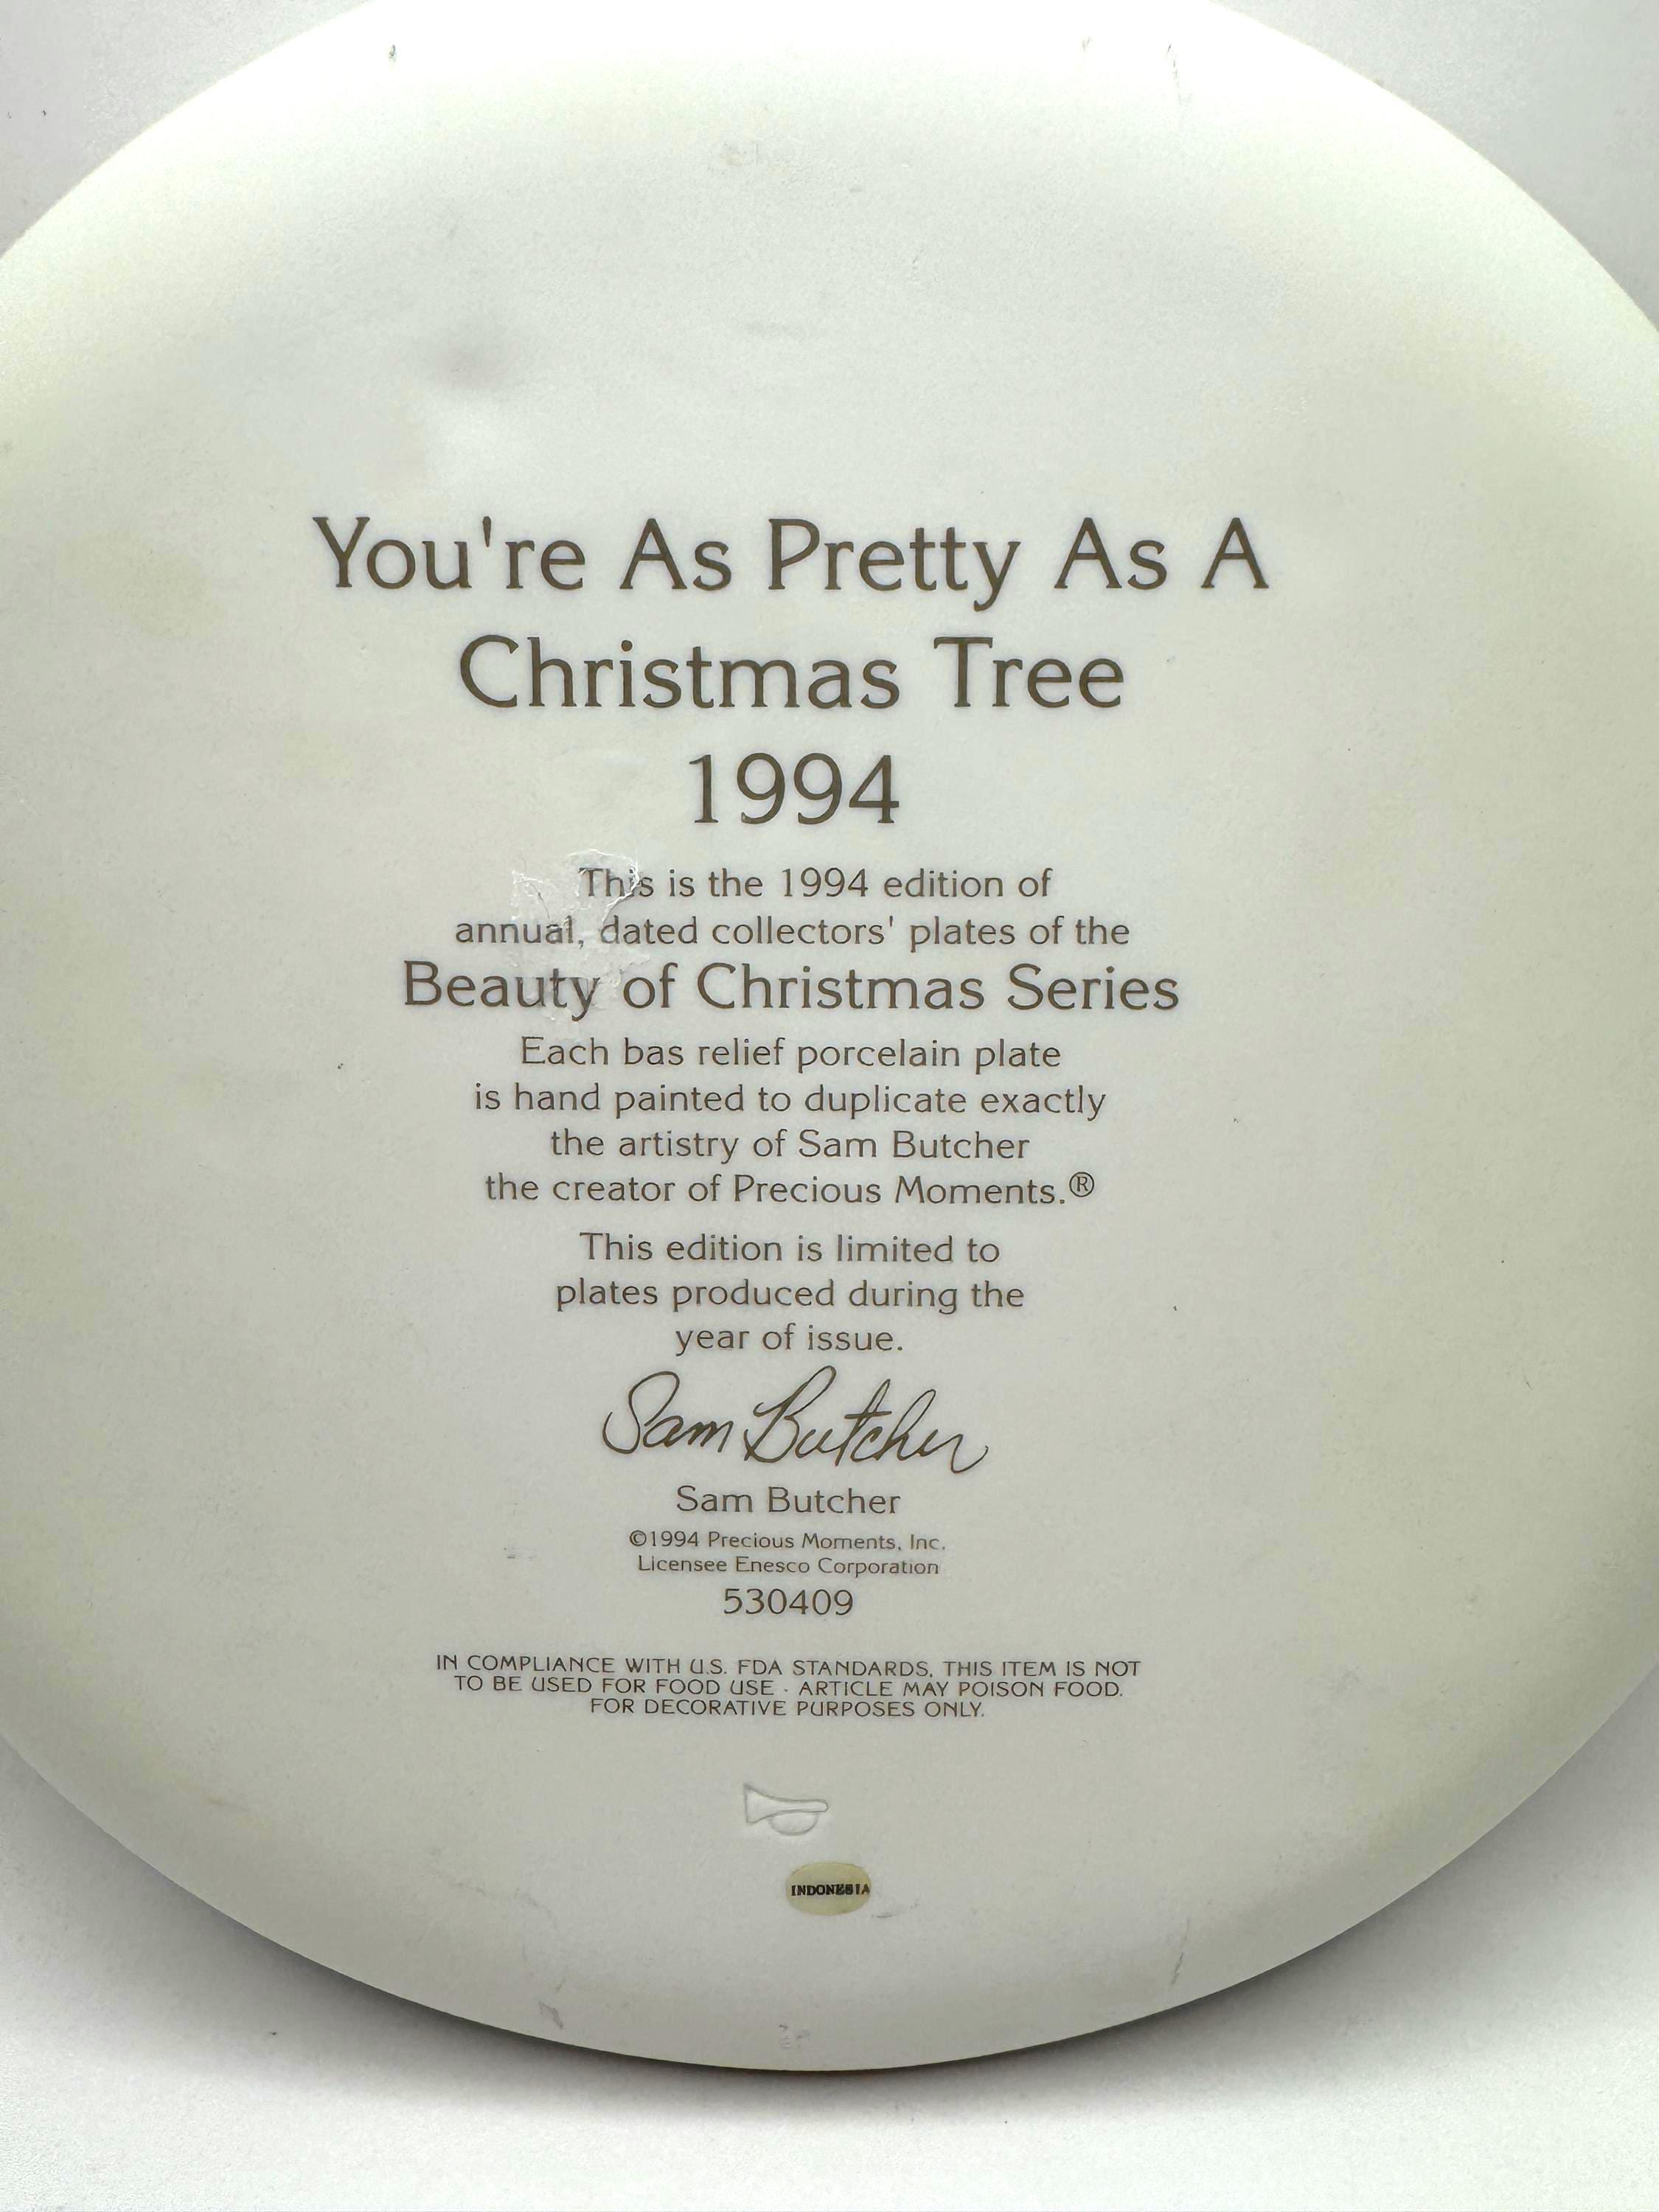 You're As Pretty As A
Christmas Tree
1994
This is the 1994 edition of
annual, dated collectors' plates of the
Beauty of Christmas Series
Each bas relief porcelain plate
is hand painted to duplicate exactly
the artistry of Sam Butcher
the creator of Precious Moments.®
This edition is limited to
plates produced during the
year of issue.
Sam Butcher
Sam Butcher
©1994 Precious Moments, Inc.
Licensee Enesco Corporation
530409
IN COMPLIANCE WITH U.S. FDA STANDARDS, THIS ITEM IS NOT
TO BE USED FOR FOOD USE - ARTICLE MAY POISON FOOD.
FOR DECORATIVE PURPOSES ONLY.
INDONESIA